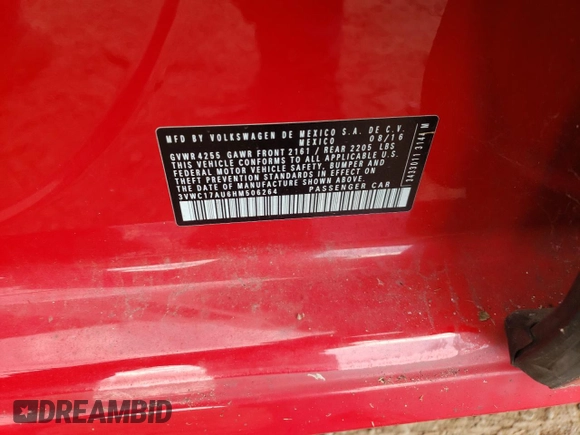 MFD BY VOLKSWAGEN DE MEXICO S.A. DE C.V.
MEXICO 08/16
GVWR 4255 GAWR FRONT 2161 / REAR 2205 LBS
THIS VEHICLE CONFORMS TO ALL APPLICABLE U.S.
FEDERAL MOTOR VEHICLE SAFETY, BUMPER AND
THEFT PREVENTION STANDARDS IN EFFECT ON
THE DATE OF MANUFACTURE SHOWN ABOVE.
3VWC17AU6HM506264 PASSENGER CAR
3433011 3144 M
DREAMBID